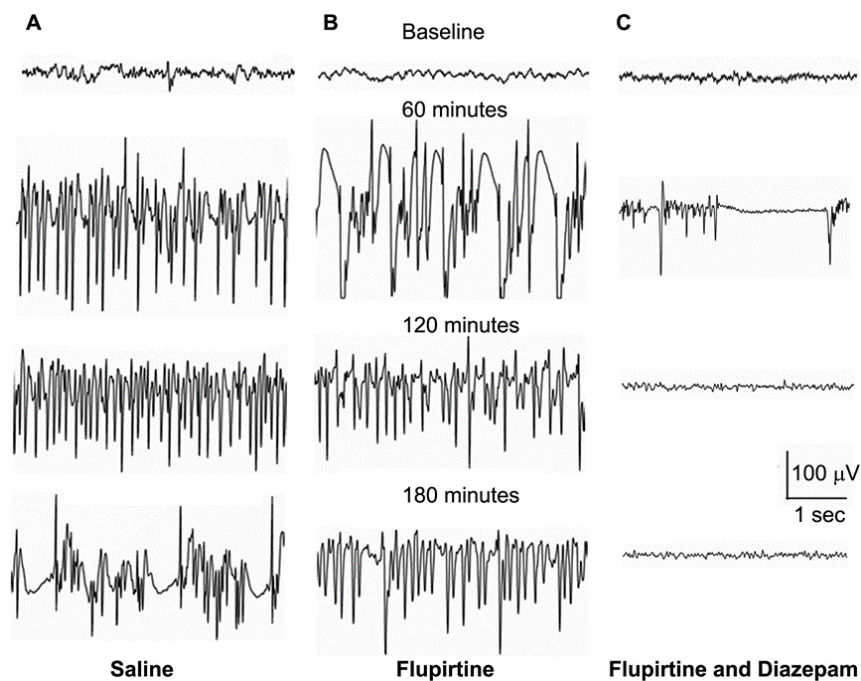 A
B
C
Baseline
60 minutes
120 minutes
100 μV
1 sec
180 minutes
Saline
Flupirtine
Flupirtine and Diazepam